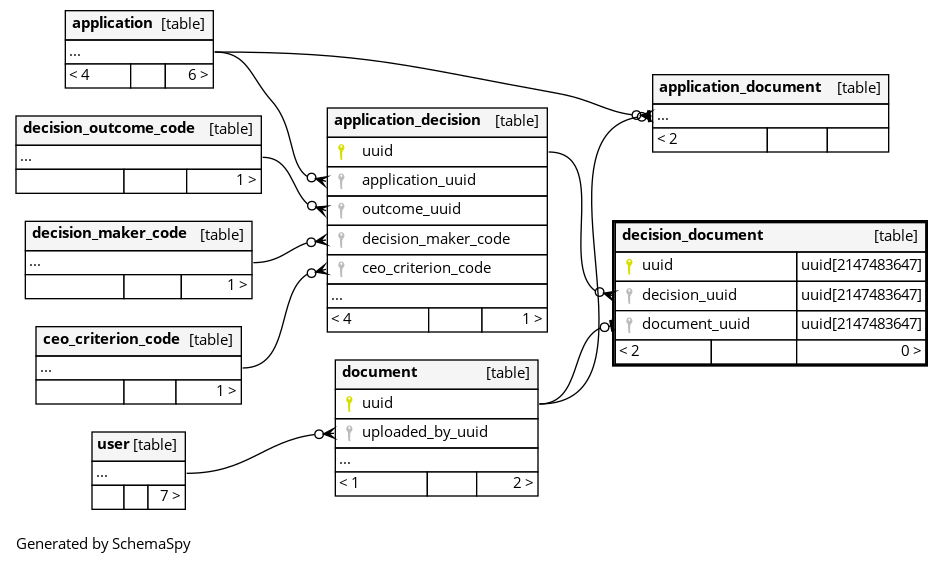 application [table]
...
< 4 6 >
decision_outcome_code [table]
...
1 >
decision_maker_code [table]
...
1 >
ceo_criterion_code [table]
...
1 >
user [table]
...
7 >
application_decision [table]
uuid
application_uuid
outcome_uuid
decision_maker_code
ceo_criterion_code
...
< 4 1 >
document [table]
uuid
uploaded_by_uuid
...
< 1 2 >
application_document [table]
...
< 2
decision_document [table]
uuid uuid[2147483647]
decision_uuid uuid[2147483647]
document_uuid uuid[2147483647]
< 2 0 >
Generated by SchemaSpy